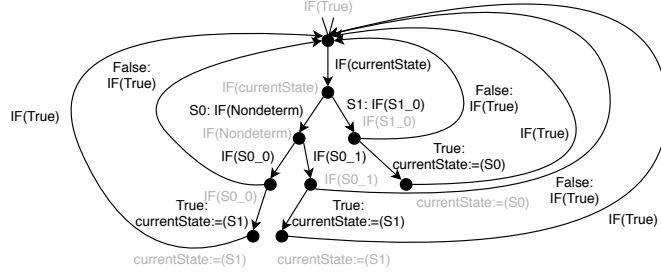 IF(True)
IF(currentState)
False:
IF(True)
IF(currentState)
False:
IF(True)
S0: IF(Nondeterm)
S1: IF(S1_0)
IF(True)
IF(S1_0)
IF(Nondeterm)
IF(True)
IF(S0_0)
IF(S0_1)
True:
currentState:=(S0)
IF(S0_0)
IF(S0_1)
False:
IF(True)
currentState:=(S0)
True:
currentState:=(S1)
True:
currentState:=(S1)
IF(True)
currentState:=(S1)
currentState:=(S1)